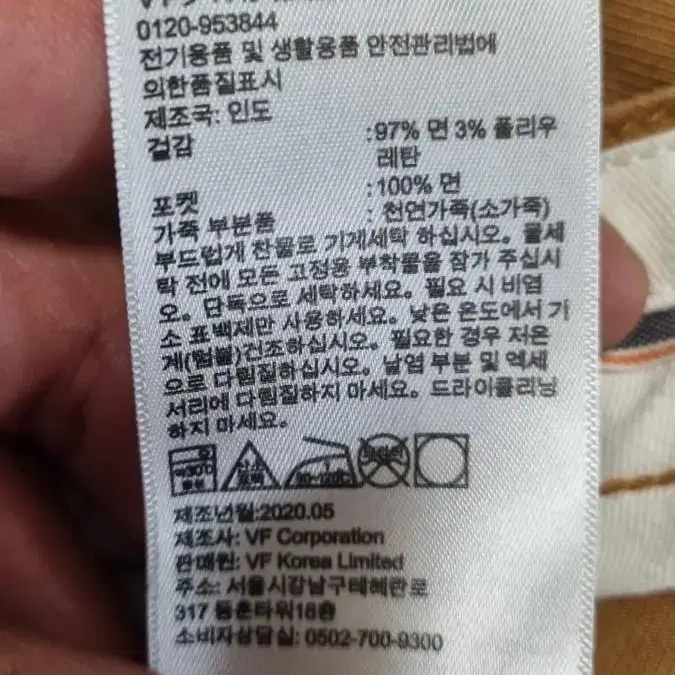 0120-953844
전기용품 및 생활용품 안전관리법에
의한품질표시
제조국: 인도
겉감 :97% 면 3% 폴리우
레탄
포켓 :100% 면
가죽 부분품 : 천연가죽(소가죽)
부드럽게 찬물로 기계세탁 하십시오. 물세
탁 전에 모든 고정용 부착물을 잠가 주십시
오. 단독으로 세탁하세요. 필요 시 비염
소 표백제만 사용하세요. 낮은 온도에서 기
계(텀블)건조하십시오. 필요한 경우 저온
으로 다림질하십시오. 날염 부분 및 액세
서리에 다림질하지 마세요. 드라이클리닝
하지 마세요.
약30℃ 산소 표백
제조년월:2020.05
제조사: VF Corporation
판매원: VF Korea Limited
주소: 서울시강남구테헤란로
317 동훈타워18층
소비자상담실: 0502-700-9300